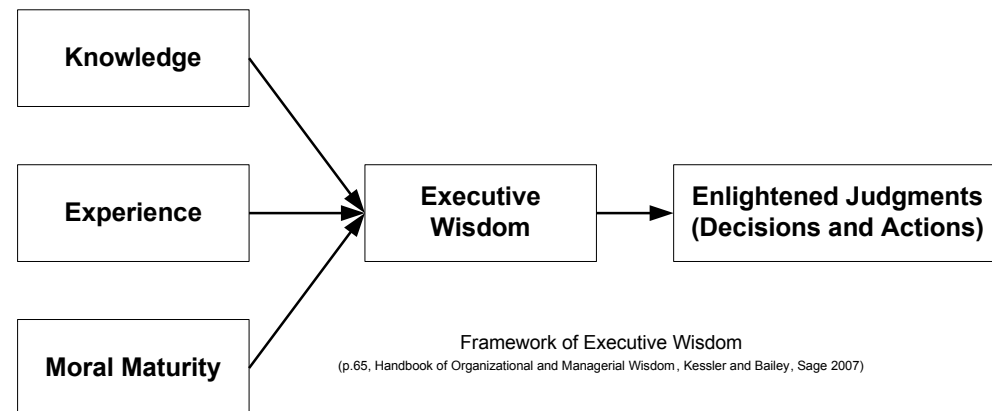 Knowledge
Experience
Executive
Wisdom
Enlightened Judgments
(Decisions and Actions)
Moral Maturity
Framework of Executive Wisdom
(p.65, Handbook of Organizational and Managerial Wisdom, Kessler and Bailey, Sage 2007)